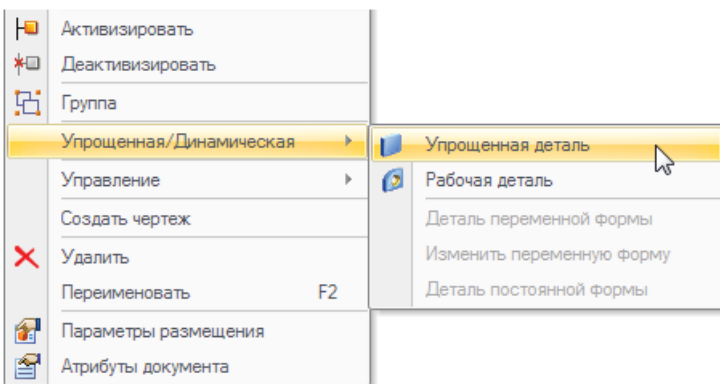 Активизировать
Деактивизировать
Группа
Упрощенная/Динамическая
Упрощенная деталь
Управление
Рабочая деталь
Создать чертеж
Деталь переменной формы
Удалить
Изменить переменную форму
Переименовать F2
Деталь постоянной формы
Параметры размещения
Атрибуты документа